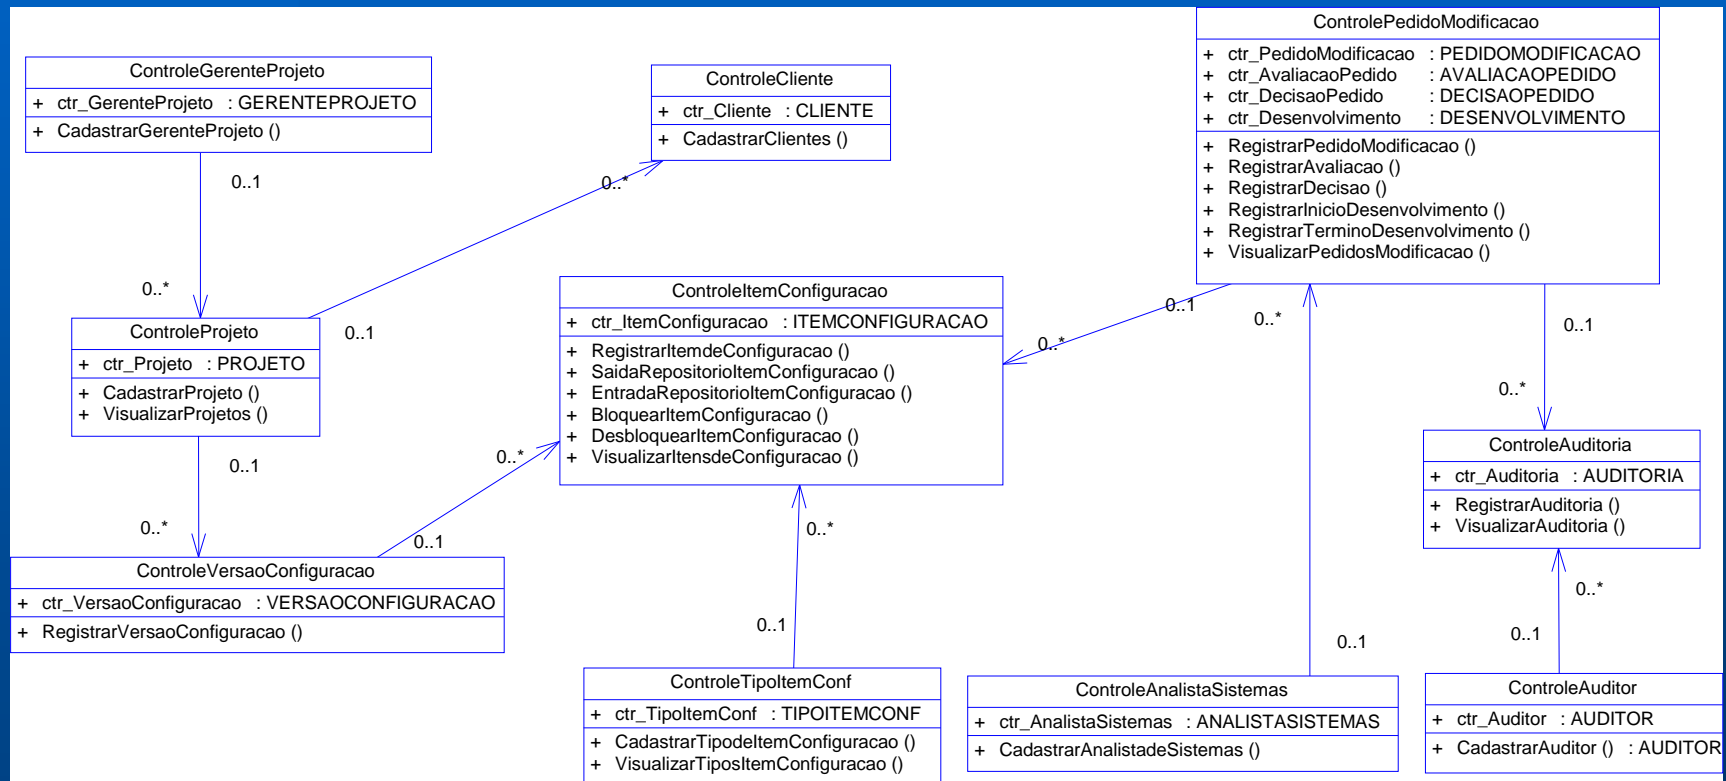 ControleGerenteProjeto
+ ctr_GerenteProjeto : GERENTEPROJETO
+ CadastrarGerenteProjeto ()
ControleCliente
+ ctr_Cliente : CLIENTE
+ CadastrarClientes ()
ControlePedidoModificacao
+ ctr_PedidoModificacao : PEDIDOMODIFICACAO
+ ctr_AvaliacaoPedido : AVALIACAOPEDIDO
+ ctr_DecisaoPedido : DECISAOPEDIDO
+ ctr_Desenvolvimento : DESENVOLVIMENTO
+ RegistrarPedidoModificacao ()
+ RegistrarAvaliacao ()
+ RegistrarDecisao ()
+ RegistrarInicioDesenvolvimento ()
+ RegistrarTerminoDesenvolvimento ()
+ VisualizarPedidosModificacao ()
0..1
0..*
0..*
0..1
ControleProjeto
+ ctr_Projeto : PROJETO
+ CadastrarProjeto ()
+ VisualizarProjetos ()
ControleItemConfiguracao
+ ctr_ItemConfiguracao : ITEMCONFIGURACAO
+ RegistrarItemdeConfiguracao ()
+ SaidaRepositorioItemConfiguracao ()
+ EntradaRepositorioItemConfiguracao ()
+ BloquearItemConfiguracao ()
+ DesbloquearItemConfiguracao ()
+ VisualizarItensdeConfiguracao ()
0..1
0..*
0..*
0..1
0..*
ControleAuditoria
+ ctr_Auditoria : AUDITORIA
+ RegistrarAuditoria ()
+ VisualizarAuditoria ()
0..1
0..*
0..*
0..1
ControleVersaoConfiguracao
+ ctr_VersaoConfiguracao : VERSAOCONFIGURACAO
+ RegistrarVersaoConfiguracao ()
0..*
0..1
0..1
0..*
0..1
ControleTipoItemConf
+ ctr_TipoItemConf : TIPOITEMCONF
+ CadastrarTipodeItemConfiguracao ()
+ VisualizarTiposItemConfiguracao ()
ControleAnalistaSistemas
+ ctr_AnalistaSistemas : ANALISTASISTEMAS
+ CadastrarAnalistadeSistemas ()
ControleAuditor
+ ctr_Auditor : AUDITOR
+ CadastrarAuditor () : AUDITOR